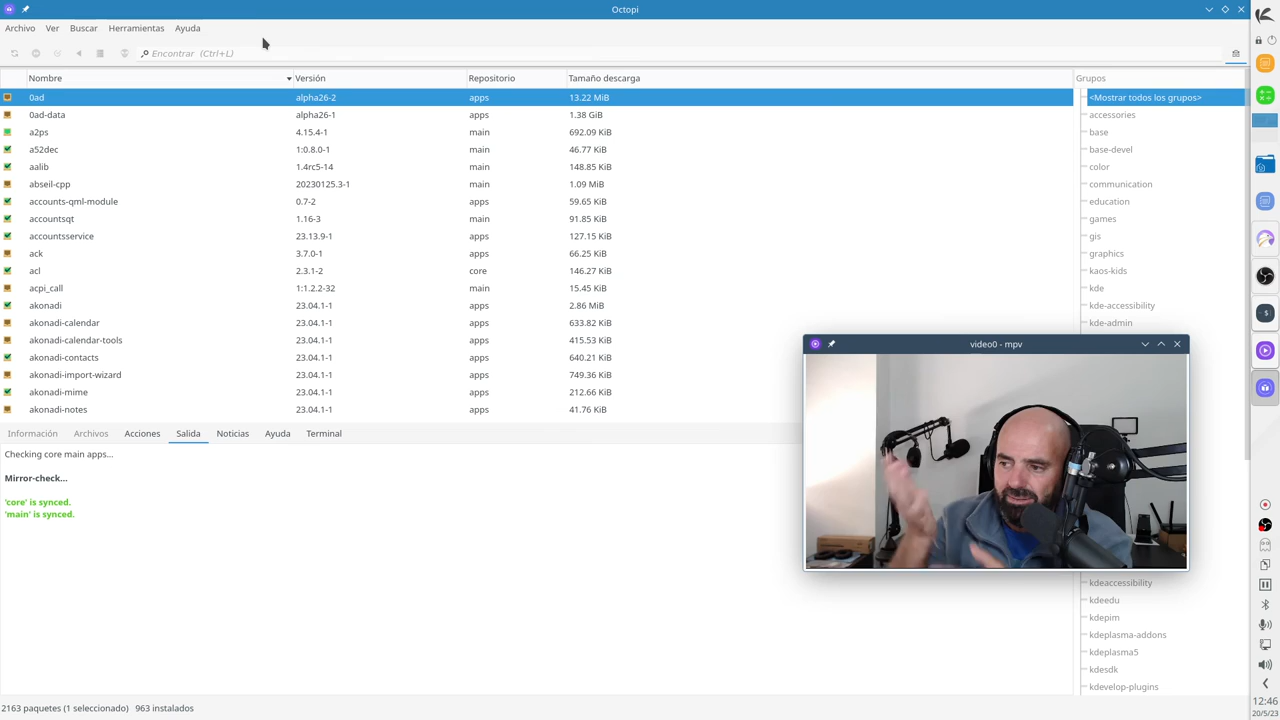 Octopi
Archivo Ver Buscar Herramientas Ayuda
Encontrar (Ctrl+L)
Nombre Versión Repositorio Tamaño descarga
0ad alpha26-2 apps 13.22 MiB
0ad-data alpha26-1 apps 1.38 GiB
a2ps 4.15.4-1 main 692.09 KiB
a52dec 1:0.8.0-1 main 46.77 KiB
aalib 1.4rc5-14 main 148.85 KiB
abseil-cpp 20230125.3-1 main 1.09 MiB
accounts-qml-module 0.7-2 apps 59.65 KiB
accountsqt 1.16-3 main 91.85 KiB
accountsservice 23.13.9-1 apps 127.15 KiB
ack 3.7.0-1 apps 66.25 KiB
acl 2.3.1-2 core 146.27 KiB
acpi_call 1:1.2.2-32 main 15.45 KiB
akonadi 23.04.1-1 apps 2.86 MiB
akonadi-calendar 23.04.1-1 apps 633.82 KiB
akonadi-calendar-tools 23.04.1-1 apps 415.53 KiB
akonadi-contacts 23.04.1-1 apps 640.21 KiB
akonadi-import-wizard 23.04.1-1 apps 749.36 KiB
akonadi-mime 23.04.1-1 apps 212.66 KiB
akonadi-notes 23.04.1-1 apps 41.76 KiB
Grupos
<Mostrar todos los grupos>
accessories
base
base-devel
color
communication
education
games
gis
graphics
kaos-kids
kde
kde-accessibility
kde-admin
video0 - mpv
kdeaccessibility
kdeedu
kdepim
kdeplasma-addons
kdeplasma5
kdesdk
kdevelop-plugins
Información Archivos Acciones Salida Noticias Ayuda Terminal
Checking core main apps...
Mirror-check...
'core' is synced.
'main' is synced.
2163 paquetes (1 seleccionado) 963 instalados
12:46
20/5/23